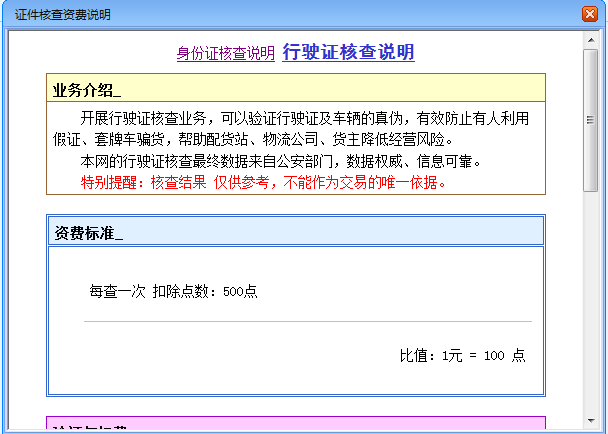 证件核查资费说明
身份证核查说明 行驶证核查说明
业务介绍_
开展行驶证核查业务，可以验证行驶证及车辆的真伪，有效防止有人利用
假证、套牌车骗货，帮助配货站、物流公司、货主降低经营风险。
本网的行驶证核查最终数据来自公安部门，数据权威、信息可靠。
特别提醒：核查结果 仅供参考，不能作为交易的唯一依据。
资费标准_
每查一次 扣除点数：500点
比值：1元 = 100 点